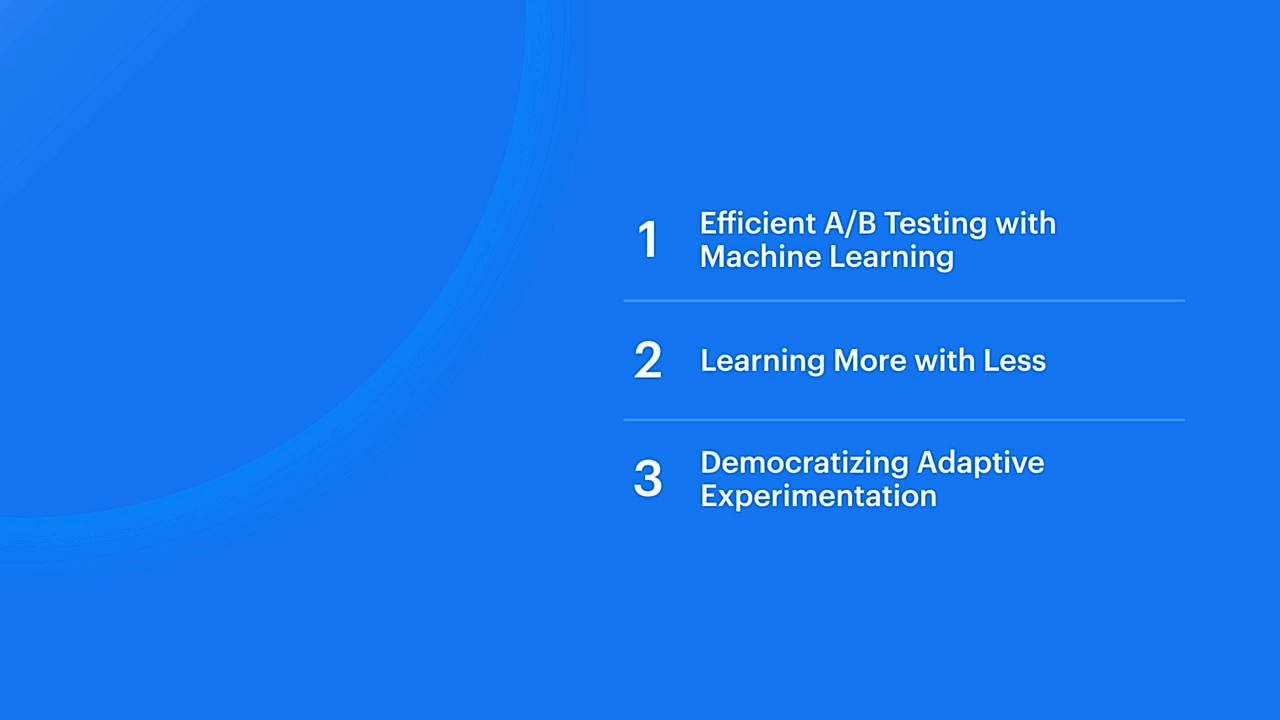 1
Efficient A/B Testing with
Machine Learning
2
Learning More with Less
3
Democratizing Adaptive
Experimentation